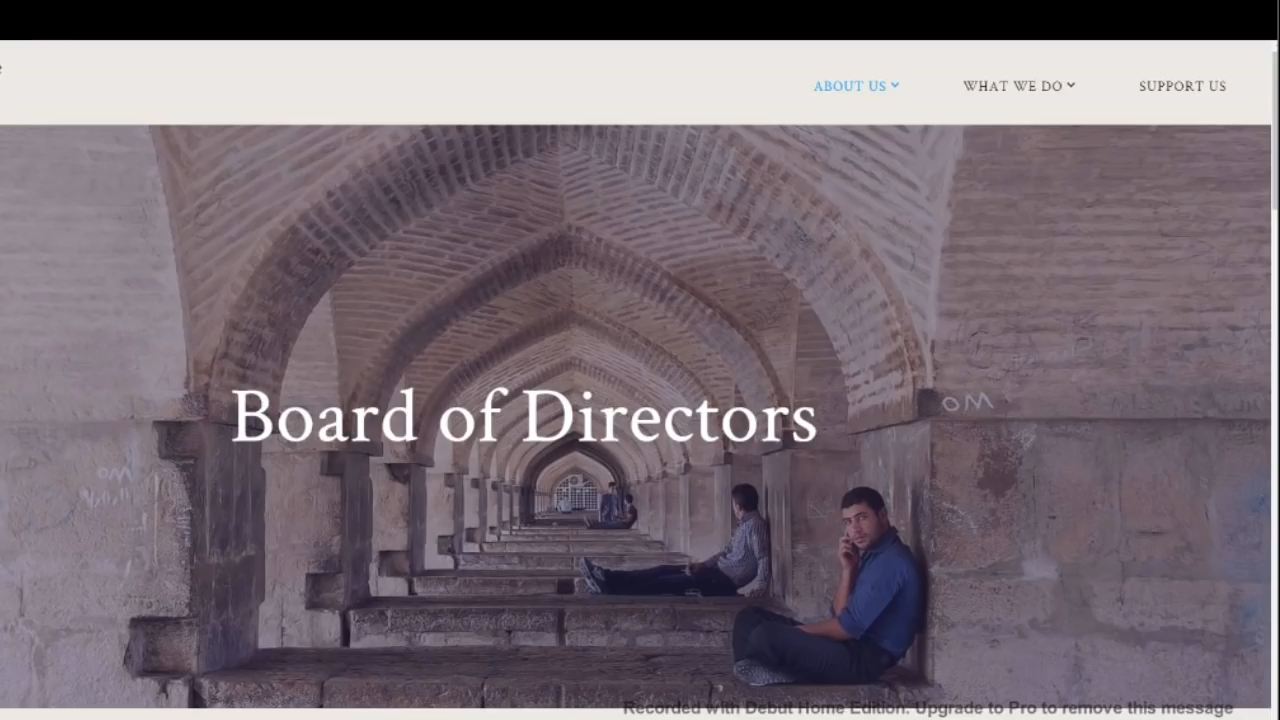 ABOUT US
WHAT WE DO
SUPPORT US
Board of Directors
OM
Recorded with Debut Home Edition. Upgrade to Pro to remove this message